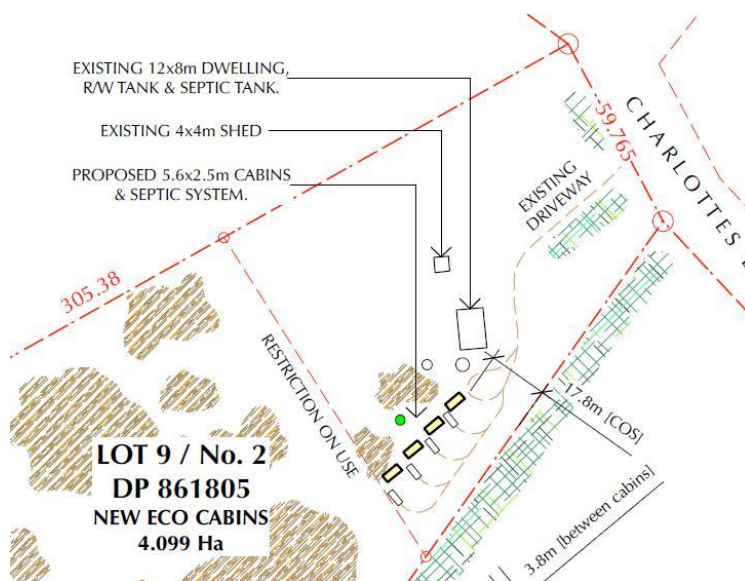 EXISTING 12x8m DWELLING,
R/W TANK & SEPTIC TANK.
EXISTING 4x4m SHED
PROPOSED 5.6x2.5m CABINS
& SEPTIC SYSTEM.
59.765
CHARLOTTES
EXISTING
DRIVEWAY
305.38
RESTRICTION ON USE
17.8m [COS]
LOT 9 / No. 2
DP 861805
NEW ECO CABINS
4.099 Ha
3.8m [between cabins]